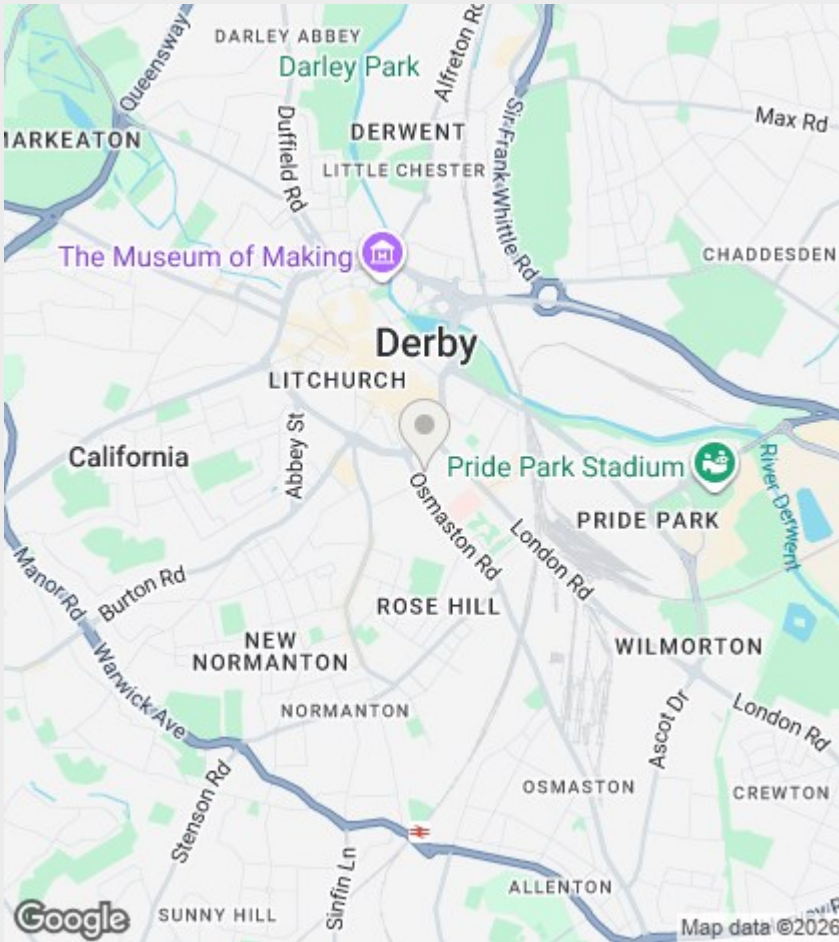 DARLEY ABBEY
Queensway
Darley Park
Alfreton Rd
MARKEATON
Duffield Rd
DERWENT
Sir Frank Whittle Rd
Max Rd
LITTLE CHESTER
The Museum of Making
CHADDESDEN
Derby
LITCHURCH
California
Abbey St
Pride Park Stadium
River Derwent
Osmaston Rd
PRIDE PARK
London Rd
Manor Rd
Burton Rd
ROSE HILL
NEW
NORMANTON
WILMORTON
Warwick Ave
NORMANTON
Ascot Dr
London Rd
Stenson Rd
OSMASTON
CREWTON
Sinfin Ln
ALLENTON
Google
SUNNY HILL
Map data ©2026